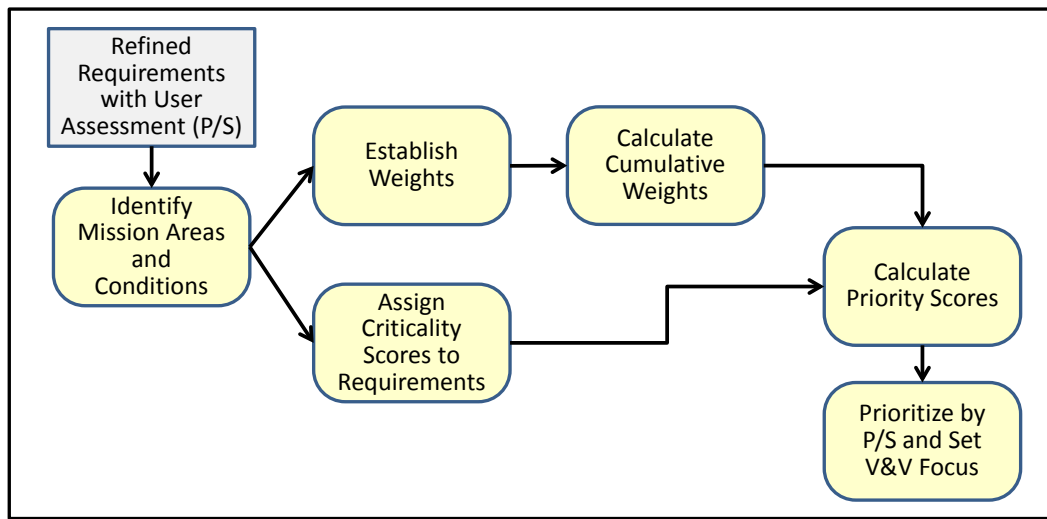 Refined
Requirements
with User
Assessment (P/S)
Identify
Mission Areas
and
Conditions
Establish
Weights
Calculate
Cumulative
Weights
Assign
Criticality
Scores to
Requirements
Calculate
Priority Scores
Prioritize by
P/S and Set
V&V Focus